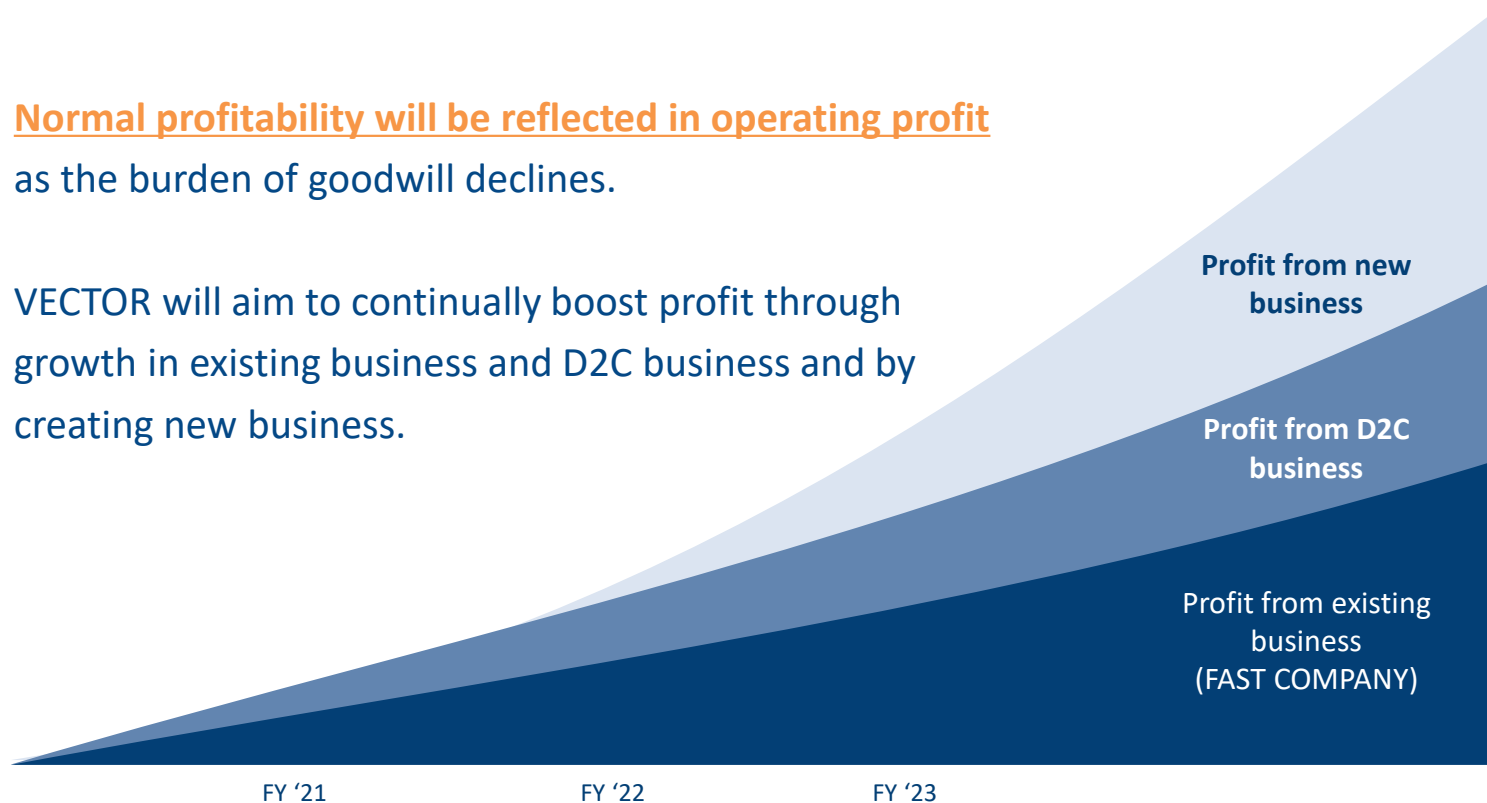 Normal profitability will be reflected in operating profit
as the burden of goodwill declines.
VECTOR will aim to continually boost profit through
growth in existing business and D2C business and by
creating new business.
Profit from new
business
Profit from D2C
business
Profit from existing
business
(FAST COMPANY)
FY ‘21
FY ‘22
FY ‘23